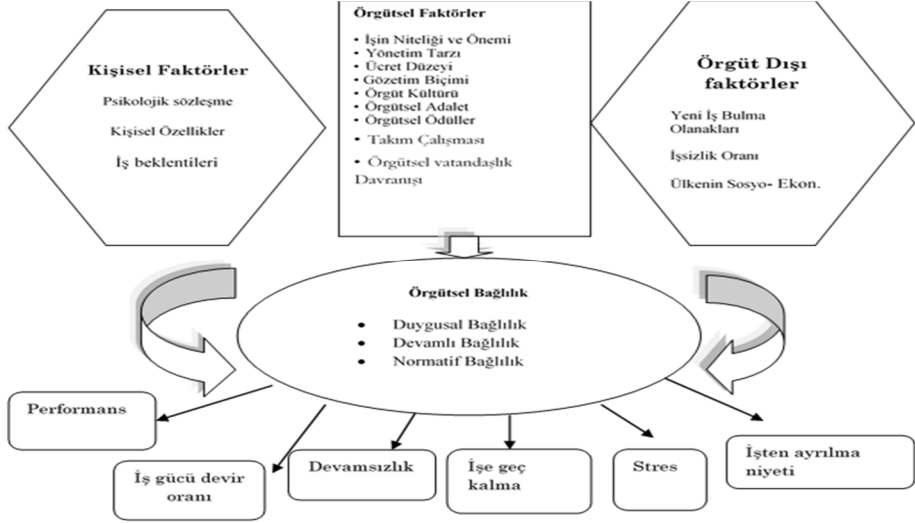 Kişisel Faktörler
Psikolojik sözleşme
Kişisel Özellikler
İş beklentileri
Örgütsel Faktörler
• İşin Niteliği ve Önemi
• Yönetim Tarzı
• Ücret Düzeyi
• Gözetim Biçimi
• Örgüt Kültürü
• Örgütsel Adalet
• Örgütsel Ödüller
• Takım Çalışması
• Örgütsel vatandaşlık
Davranışı
Örgüt Dışı
faktörler
Yeni İş Bulma
Olanakları
İşsizlik Oranı
Ülkenin Sosyo- Ekon.
Örgütsel Bağlılık
• Duygusal Bağlılık
• Devamlı Bağlılık
• Normatif Bağlılık
Performans
İş gücü devir
oranı
Devamsızlık
İşe geç
kalma
Stres
İşten ayrılma
niyeti